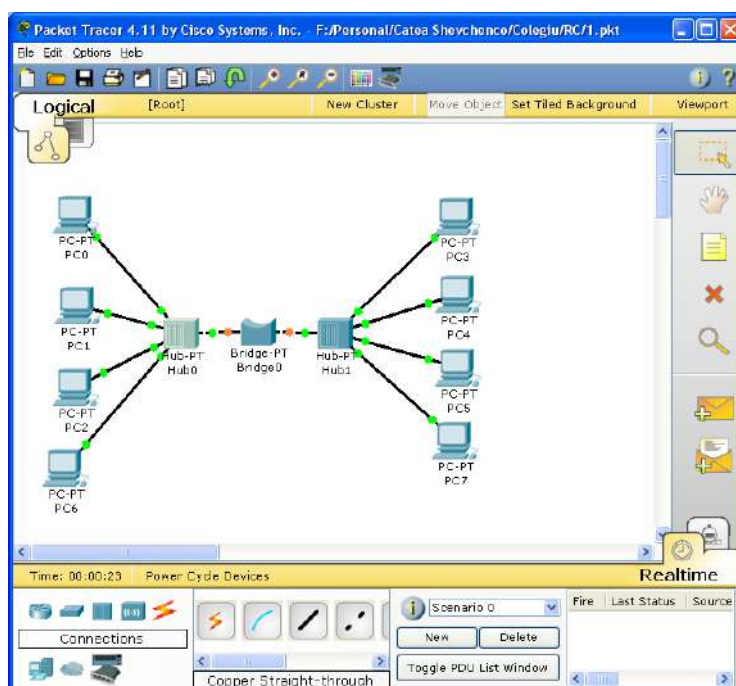 Packet Tracer 4.11 by Cisco Systems, Inc. - F:/Personal/Catea Shevchenco/Colegiu/RC/1.pkt
File Edit Options Help
Logical [Root] New Cluster Move Object Set Tiled Background Viewport
PC-PT
PC0
PC-PT
PC3
PC-PT
PC1
PC-PT
PC4
Hub-PT
Hub0
Bridge-PT
Bridge0
Hub-PT
Hub1
PC-PT
PC2
PC-PT
PC5
PC-PT
PC6
PC-PT
PC7
Time: 00:00:23 Power Cycle Devices Realtime
Connections
Copper Straight-through
Scenario 0
New Delete
Toggle PDU List Window
Fire Last Status Source